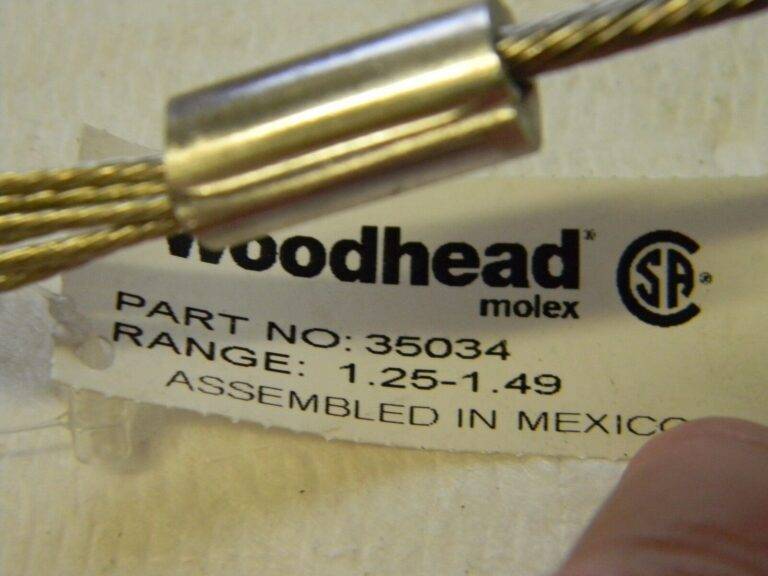 Woodhead®
molex
CSA®
PART NO: 35034
RANGE: 1.25-1.49
ASSEMBLED IN MEXICO